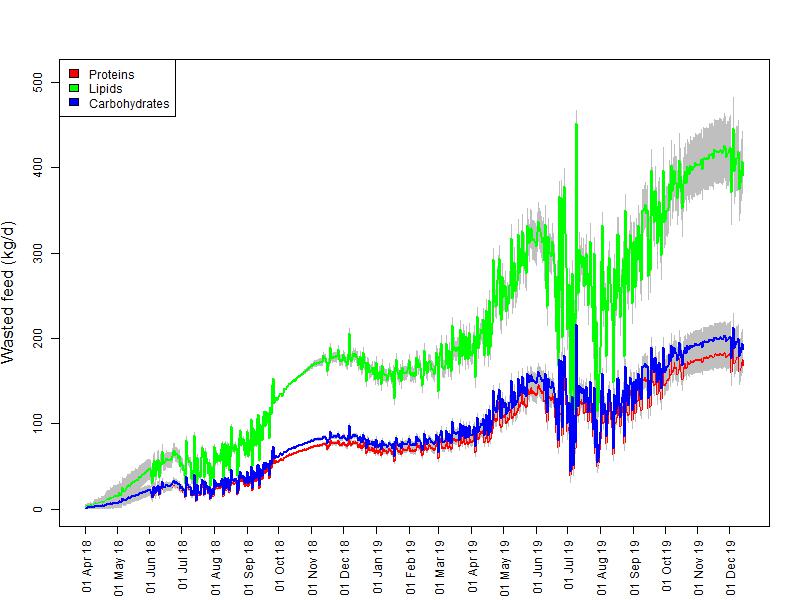 Proteins
Lipids
Carbohydrates
Wasted feed (kg/d)
500
400
300
200
100
0
01 Apr 18
01 May 18
01 Jun 18
01 Jul 18
01 Aug 18
01 Sep 18
01 Oct 18
01 Nov 18
01 Dec 18
01 Jan 19
01 Feb 19
01 Mar 19
01 Apr 19
01 May 19
01 Jun 19
01 Jul 19
01 Aug 19
01 Sep 19
01 Oct 19
01 Nov 19
01 Dec 19